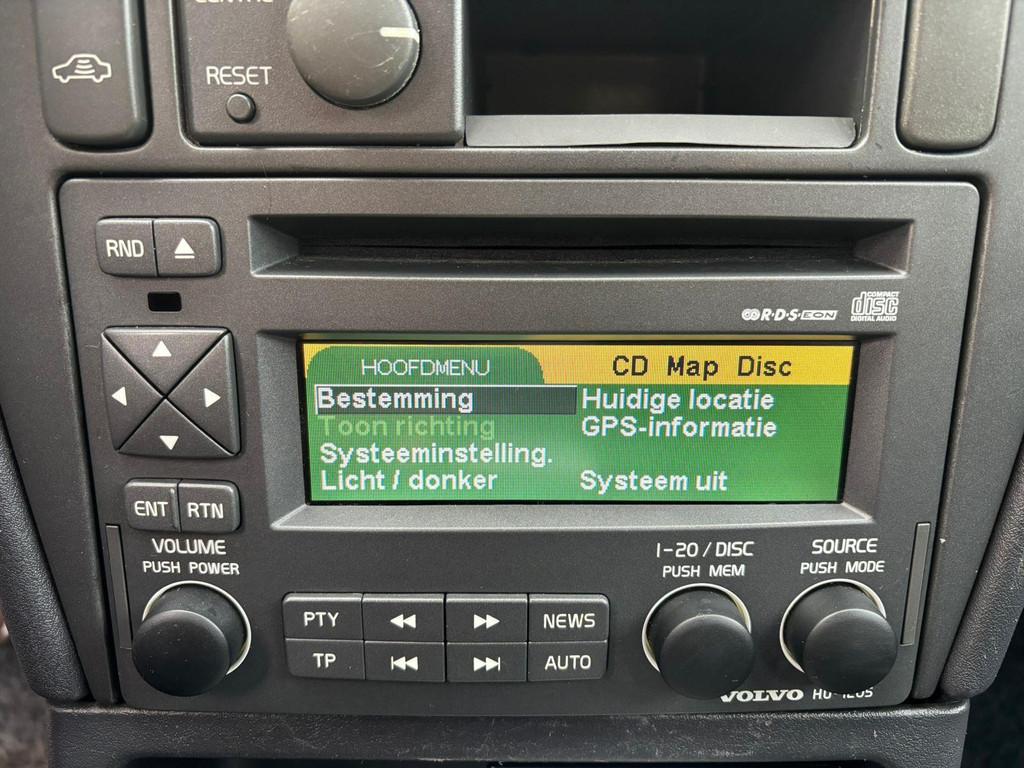 RESET
RND
R·D·S EON
COMPACT
disc
DIGITAL AUDIO
HOOFDMENU
CD Map Disc
Bestemming
Huidige locatie
Toon richting
GPS-informatie
Systeeminstelling.
Licht / donker
Systeem uit
ENT RTN
VOLUME
PUSH POWER
1-20 / DISC
PUSH MEM
SOURCE
PUSH MODE
PTY
NEWS
TP
AUTO
VOLVO